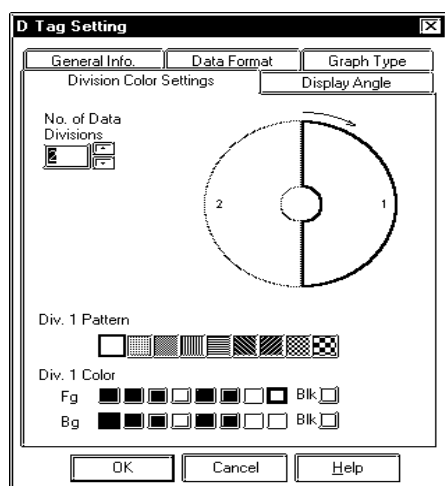 D Tag Setting
General Info. Data Format Graph Type
Division Color Settings Display Angle
No. of Data
Divisions
2
2 1
Div. 1 Pattern
Div. 1 Color
Fg Blk
Bg Blk
OK Cancel Help